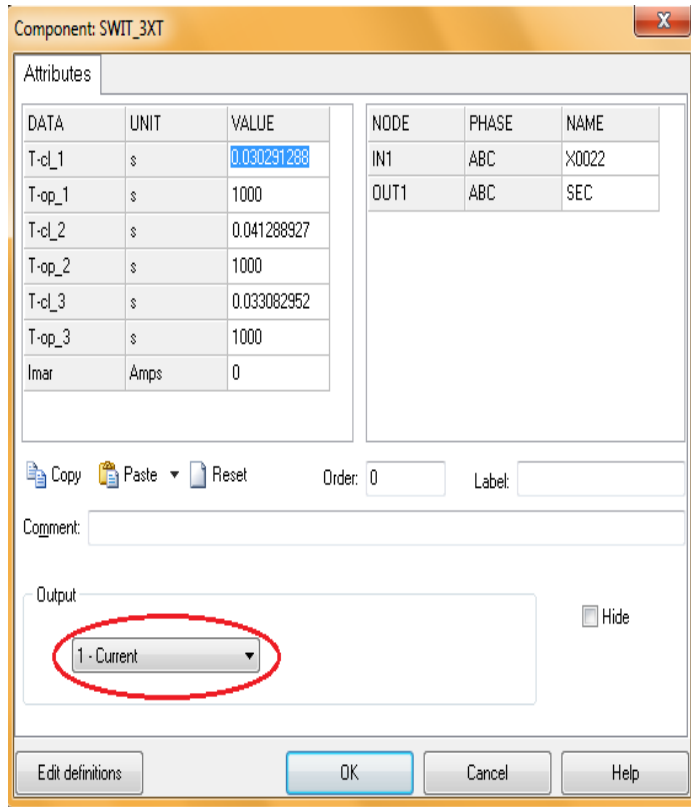 Component: SWIT_3XT
X
Attributes
DATA UNIT VALUE
T-cl_1 s 0.030291288
T-op_1 s 1000
T-cl_2 s 0.041288927
T-op_2 s 1000
T-cl_3 s 0.033082952
T-op_3 s 1000
Imar Amps 0
NODE PHASE NAME
IN1 ABC X0022
OUT1 ABC SEC
Copy Paste Reset Order: 0 Label:
Comment:
Output
1 - Current
Hide
Edit definitions OK Cancel Help